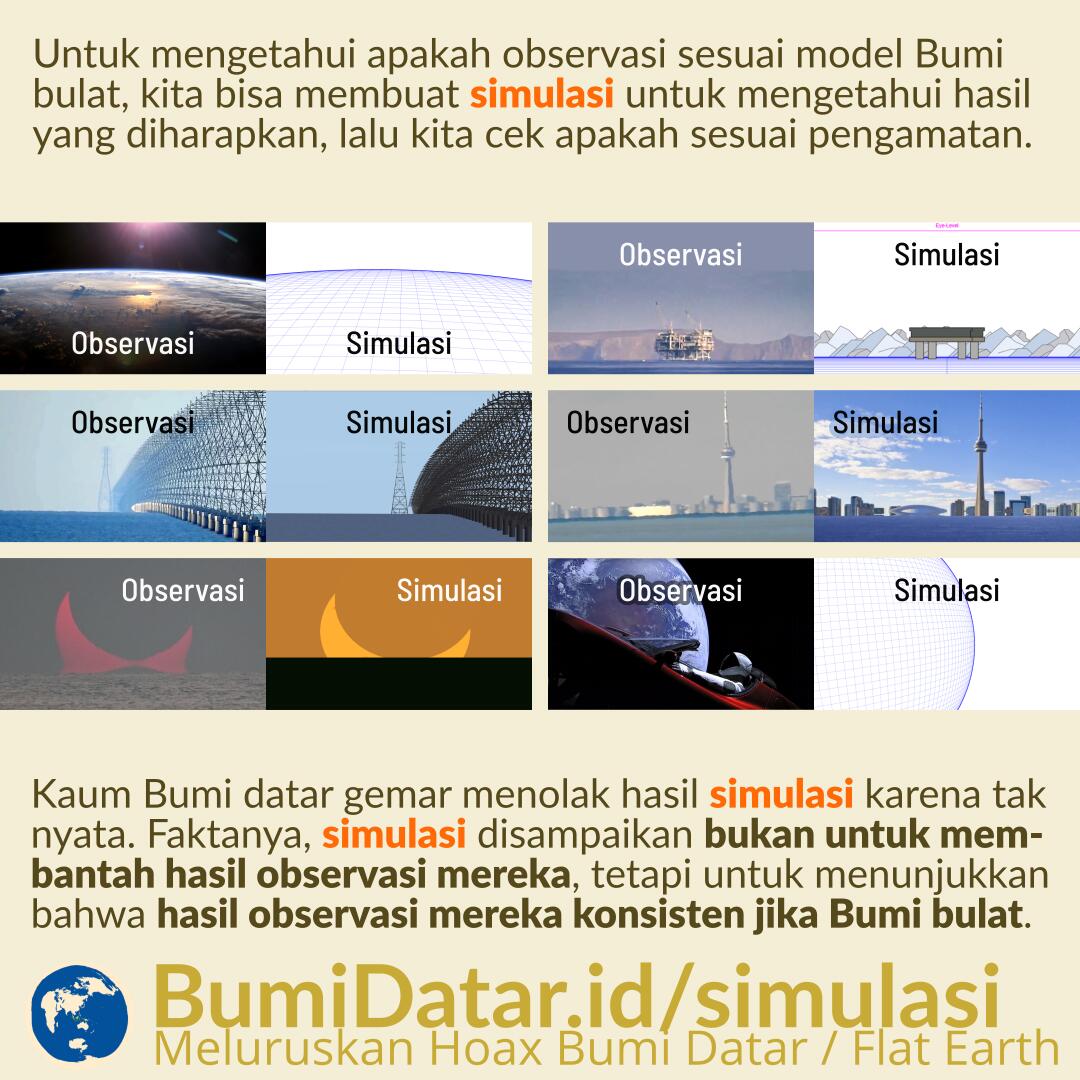 Untuk mengetahui apakah observasi sesuai model Bumi
bulat, kita bisa membuat simulasi untuk mengetahui hasil
yang diharapkan, lalu kita cek apakah sesuai pengamatan.
Observasi
Simulasi
Observasi
Eye-Level
Simulasi
Observasi
Simulasi
Observasi
Simulasi
Observasi
Simulasi
Observasi
Simulasi
Kaum Bumi datar gemar menolak hasil simulasi karena tak
nyata. Faktanya, simulasi disampaikan bukan untuk mem-
bantah hasil observasi mereka, tetapi untuk menunjukkan
bahwa hasil observasi mereka konsisten jika Bumi bulat.
BumiDatar.id/simulasi
Meluruskan Hoax Bumi Datar / Flat Earth